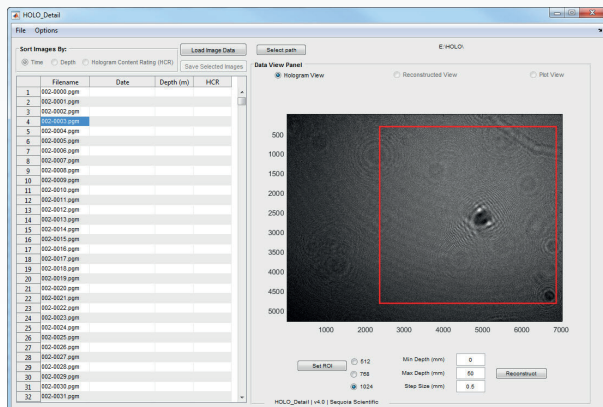 HOLO_Detail
File Options
Sort Images By:
Time Depth Hologram Content Rating (HCR)
Load Image Data
Save Selected Images
Select path
E:\HOLO\
Data View Panel
Hologram View Reconstructed View Plot View
Filename Date Depth (m) HCR
1 002-0000.pgm
2 002-0001.pgm
3 002-0002.pgm
4 002-0003.pgm
5 002-0004.pgm
6 002-0005.pgm
7 002-0006.pgm
8 002-0007.pgm
9 002-0008.pgm
10 002-0009.pgm
11 002-0010.pgm
12 002-0011.pgm
13 002-0012.pgm
14 002-0013.pgm
15 002-0014.pgm
16 002-0015.pgm
17 002-0016.pgm
18 002-0017.pgm
19 002-0018.pgm
20 002-0019.pgm
21 002-0020.pgm
22 002-0021.pgm
23 002-0022.pgm
24 002-0023.pgm
25 002-0024.pgm
26 002-0025.pgm
27 002-0026.pgm
28 002-0027.pgm
29 002-0028.pgm
30 002-0029.pgm
31 002-0030.pgm
32 002-0031.pgm
500
1000
1500
2000
2500
3000
3500
4000
4500
5000
1000 2000 3000 4000 5000 6000 7000
Set ROI
512
768
1024
Min Depth (mm) 0
Max Depth (mm) 50
Step Size (mm) 0.5
Reconstruct
HOLO_Detail | v4.0 | Sequoia Scientific